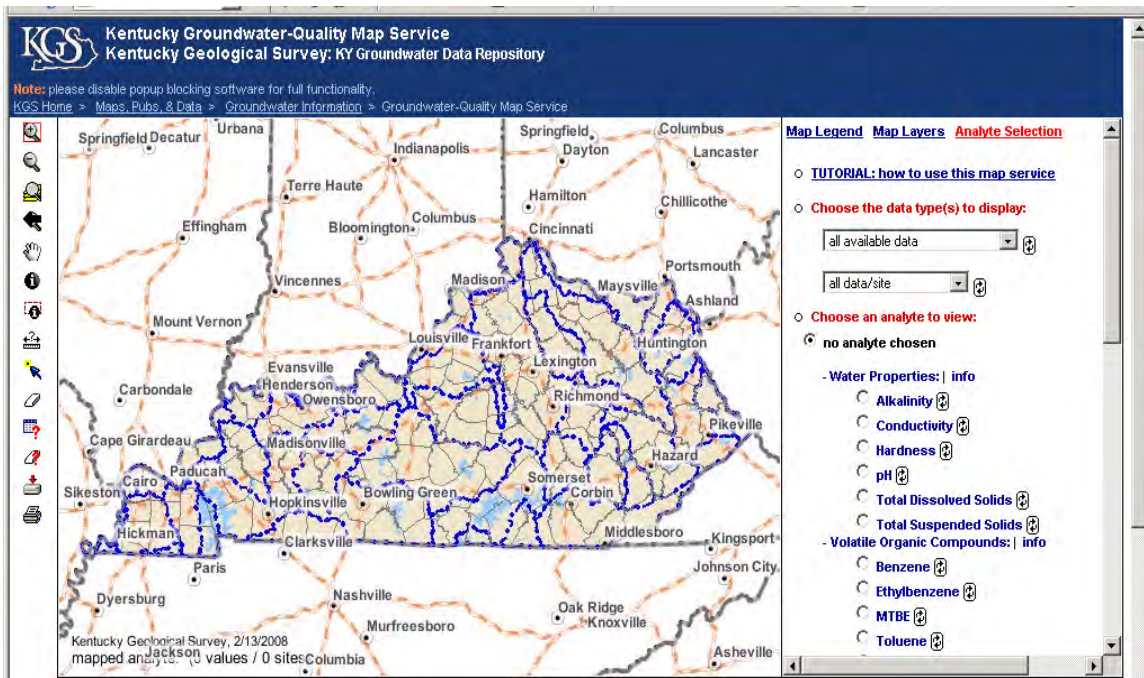 KGS
Kentucky Groundwater-Quality Map Service
Kentucky Geological Survey: KY Groundwater Data Repository
Note: please disable popup blocking software for full functionality.
KGS Home > Maps, Pubs, & Data > Groundwater Information > Groundwater-Quality Map Service
Map Legend Map Layers Analyte Selection
TUTORIAL: how to use this map service
Choose the data type(s) to display:
all available data
all data/site
Choose an analyte to view:
no analyte chosen
- Water Properties: | info
Alkalinity
Conductivity
Hardness
pH
Total Dissolved Solids
Total Suspended Solids
- Volatile Organic Compounds: | info
Benzene
Ethylbenzene
MTBE
Toluene
Urbana
Springfield Decatur
Indianapolis
Springfield
Columbus
Dayton
Lancaster
Terre Haute
Hamilton
Chillicothe
Effingham
Bloomington
Columbus
Cincinnati
Vincennes
Madison
Portsmouth
Maysville
Ashland
Mount Vernon
Louisville
Frankfort
Huntington
Lexington
Evansville
Henderson
Carbondale
Owensboro
Richmond
Pikeville
Cape Girardeau
Madisonville
Hazard
Paducah
Cairo
Sikeston
Somerset
Bowling Green
Corbin
Hopkinsville
Hickman
Middlesboro
Kingsport
Clarksville
Paris
Johnson City
Dyersburg
Nashville
Oak Ridge
Knoxville
Murfreesboro
Kentucky Geological Survey, 2/13/2008
Jackson
mapped values / 0 sites
Columbia
Asheville